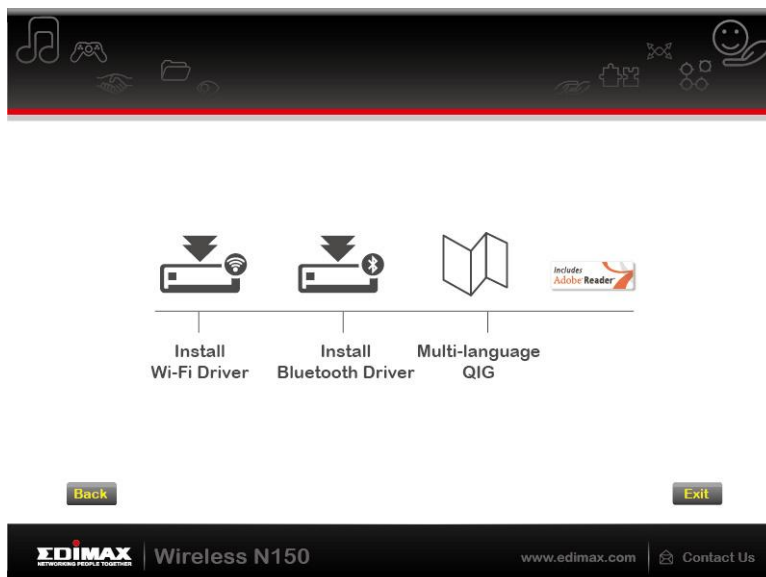 Includes
Adobe Reader
Install
Wi-Fi Driver
Install
Bluetooth Driver
Multi-language
QIG
Back
Exit
EDIMAX
NETWORKING PEOPLE TOGETHER
Wireless N150
www.edimax.com
Contact Us